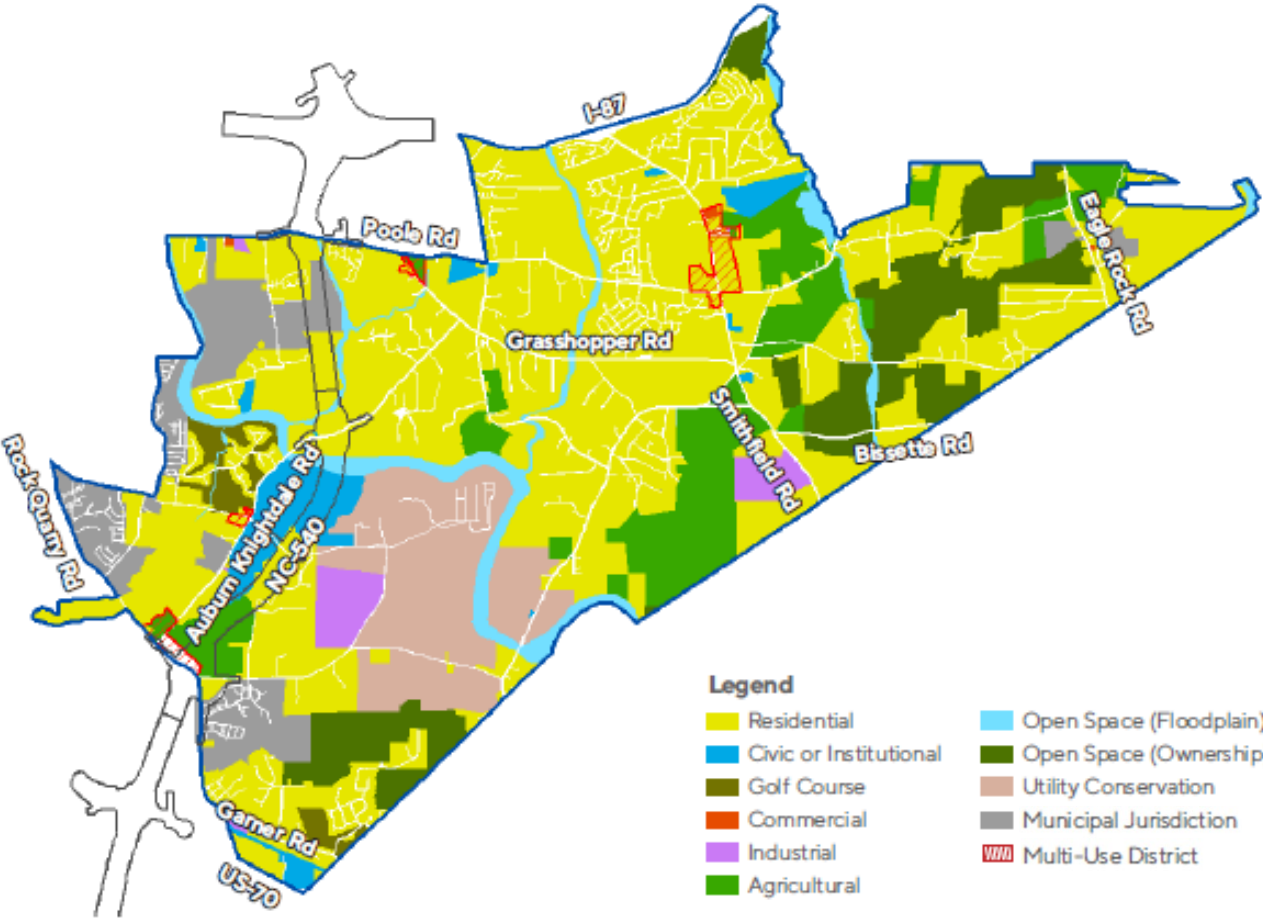 I-87
Poole Rd
Eagle Rock Rd
Grasshopper Rd
Smithfield Rd
Bissette Rd
Rock Quarry Rd
Auburn Knightdale Rd
NC-540
Garner Rd
US-70
Legend
Residential
Civic or Institutional
Golf Course
Commercial
Industrial
Agricultural
Open Space (Floodplain)
Open Space (Ownership
Utility Conservation
Municipal Jurisdiction
Multi-Use District